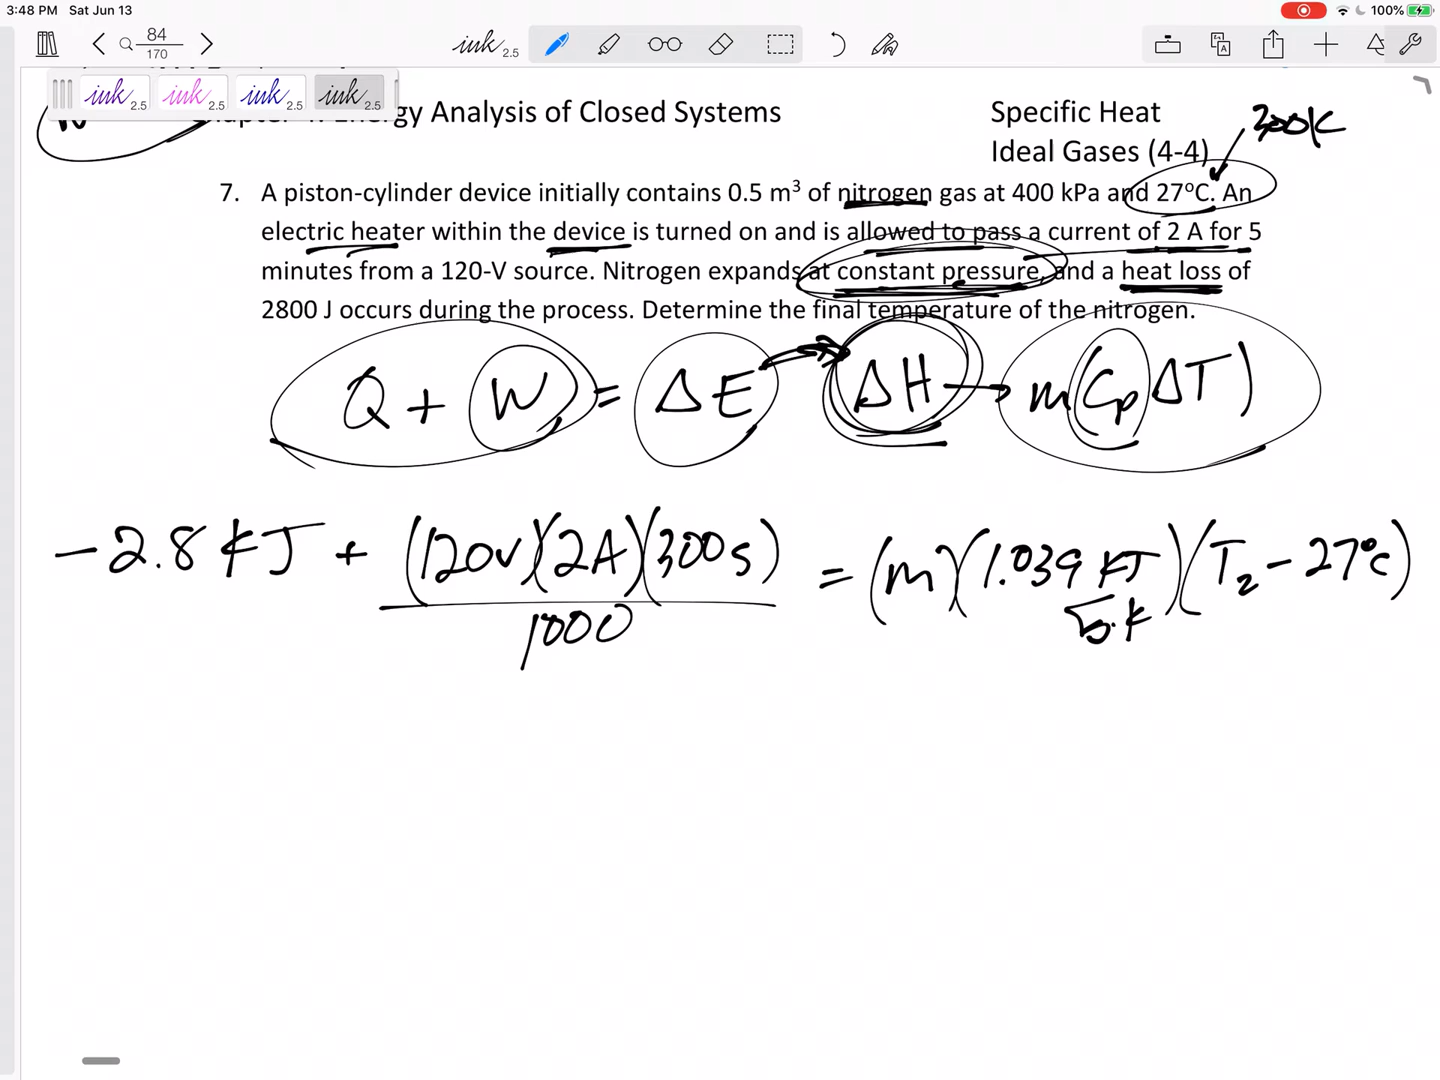 3:48 PM Sat Jun 13
100%
84
170
ink 2.5
ink 2.5 ink 2.5 ink 2.5 ink 2.5
Energy Analysis of Closed Systems
Specific Heat
300K
Ideal Gases (4-4)
7. A piston-cylinder device initially contains 0.5 m³ of nitrogen gas at 400 kPa and 27°C. An
electric heater within the device is turned on and is allowed to pass a current of 2 A for 5
minutes from a 120-V source. Nitrogen expands at constant pressure, and a heat loss of
2800 J occurs during the process. Determine the final temperature of the nitrogen.
Q + W = ΔE → ΔH → m(Cp ΔT)
-2.8 kJ + (120V)(2A)(300s) / 1000 = (m)(1.039 kJ / kg·K)(T₂ - 27°C)